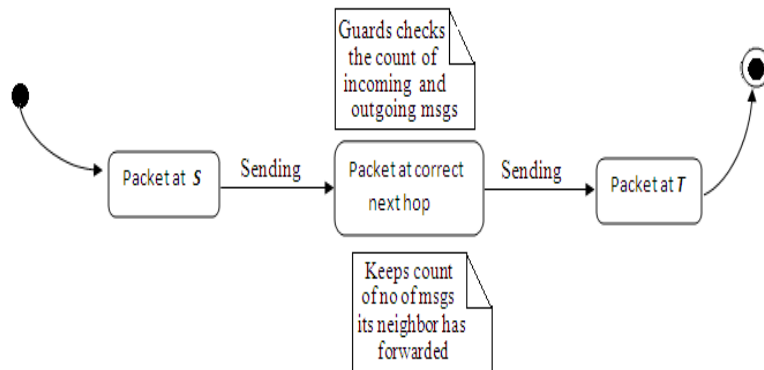 Guards checks
the count of
incoming and
outgoing msgs
Packet at S
Sending
Packet at correct
next hop
Sending
Packet at T
Keeps count
of no of msgs
its neighbor has
forwarded